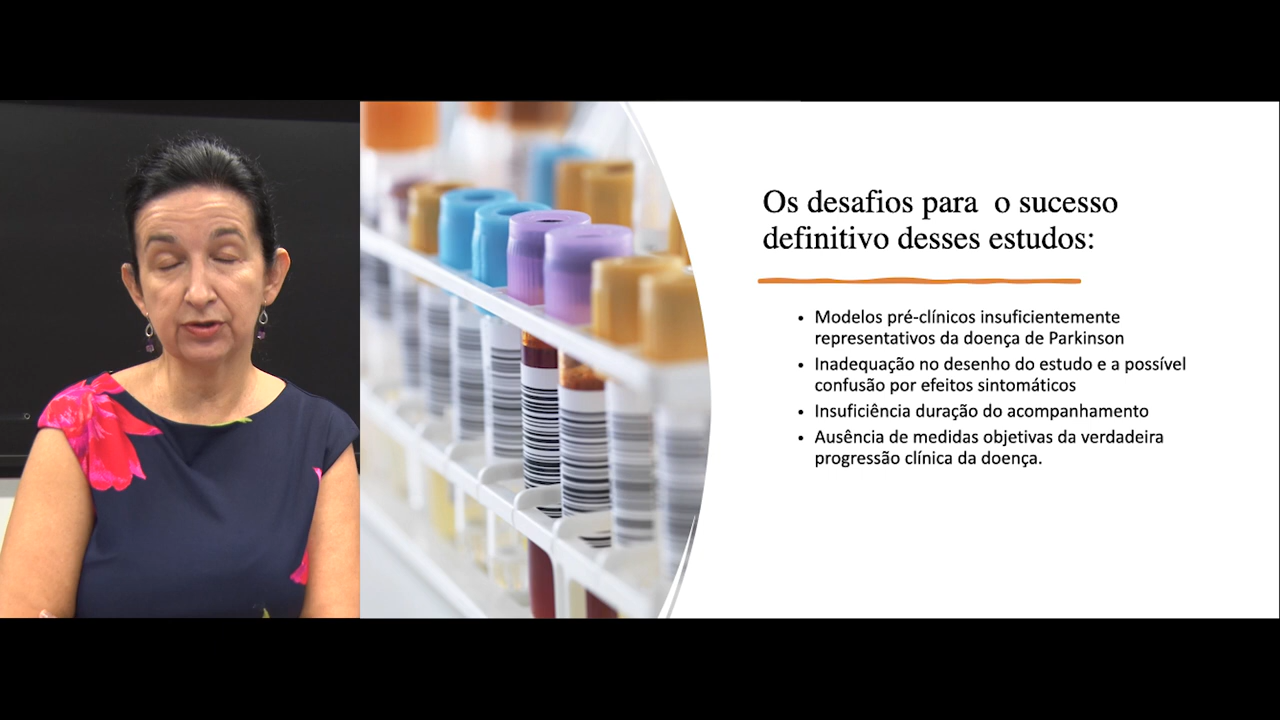 Os desafios para  o sucesso
definitivo desses estudos:
• Modelos pré-clínicos insuficientemente
representativos da doença de Parkinson
• Inadequação no desenho do estudo e a possível
confusão por efeitos sintomáticos
• Insuficiência duração do acompanhamento
• Ausência de medidas objetivas da verdadeira
progressão clínica da doença.